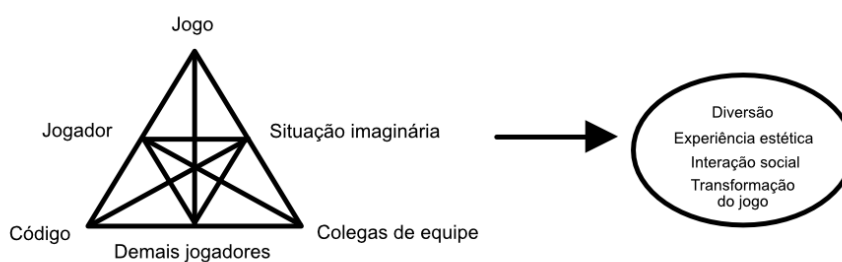 Jogo
Jogador
Situação imaginária
Código
Demais jogadores
Colegas de equipe
Diversão
Experiência estética
Interação social
Transformação
do jogo